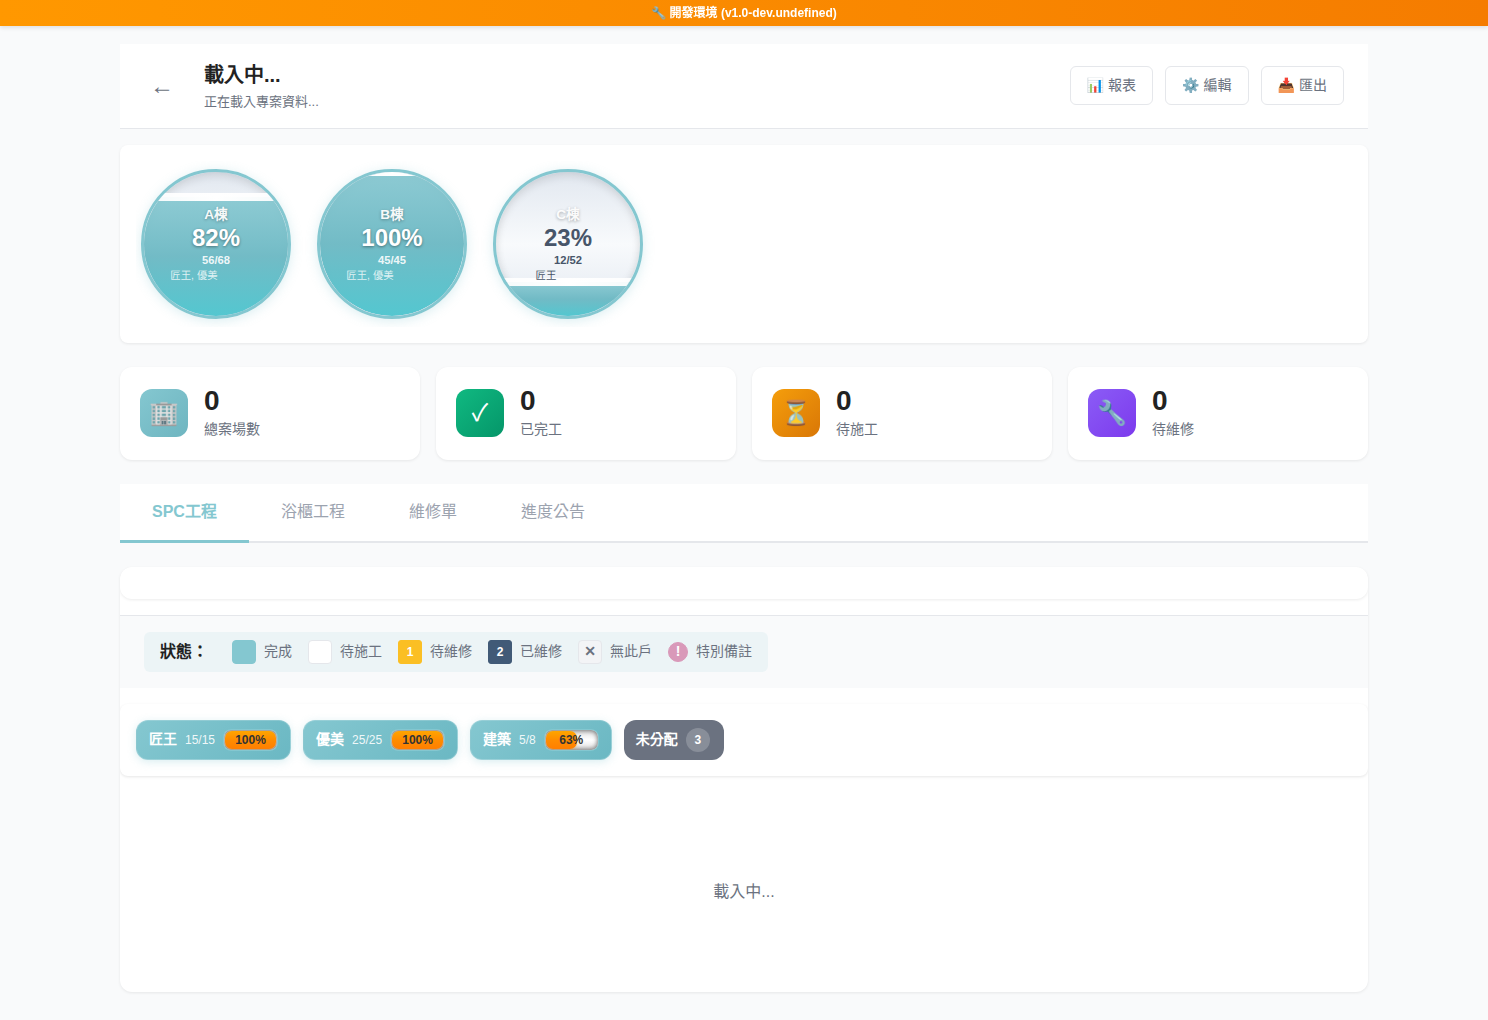 🔧 開發環境 (v1.0-dev.undefined)
←
載入中...
正在載入專案資料...
📊 報表
⚙️ 編輯
📥 匯出
A棟
82%
56/68
匠王, 優美
B棟
100%
45/45
匠王, 優美
C棟
23%
12/52
匠王
0
總案場數
0
已完工
0
待施工
0
待維修
SPC工程
浴櫃工程
維修單
進度公告
狀態：
完成
待施工
1 待維修
2 已維修
✕ 無此戶
! 特別備註
匠王 15/15 100%
優美 25/25 100%
建築 5/8 63%
未分配 3
載入中...